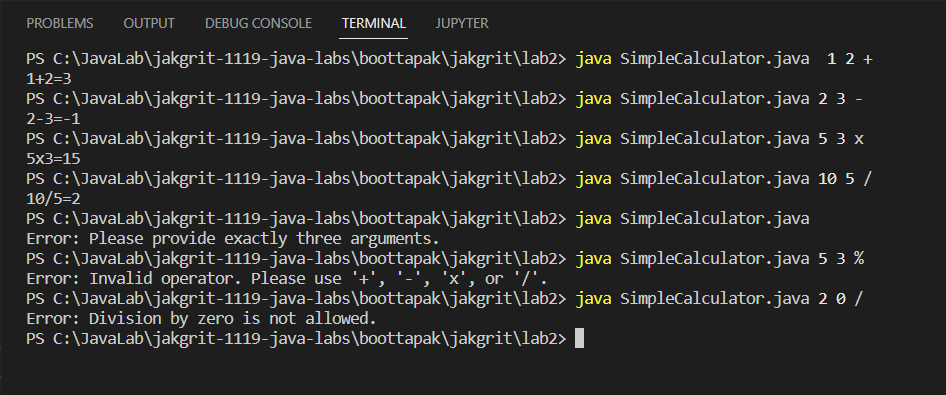 PROBLEMS OUTPUT DEBUG CONSOLE TERMINAL JUPYTER
PS C:\JavaLab\jakgrit-1119-java-labs\boottapak\jakgrit\lab2> java SimpleCalculator.java  1 2 +
1+2=3
PS C:\JavaLab\jakgrit-1119-java-labs\boottapak\jakgrit\lab2> java SimpleCalculator.java 2 3 -
2-3=-1
PS C:\JavaLab\jakgrit-1119-java-labs\boottapak\jakgrit\lab2> java SimpleCalculator.java 5 3 x
5x3=15
PS C:\JavaLab\jakgrit-1119-java-labs\boottapak\jakgrit\lab2> java SimpleCalculator.java 10 5 /
10/5=2
PS C:\JavaLab\jakgrit-1119-java-labs\boottapak\jakgrit\lab2> java SimpleCalculator.java
Error: Please provide exactly three arguments.
PS C:\JavaLab\jakgrit-1119-java-labs\boottapak\jakgrit\lab2> java SimpleCalculator.java 5 3 %
Error: Invalid operator. Please use '+', '-', 'x', or '/'.
PS C:\JavaLab\jakgrit-1119-java-labs\boottapak\jakgrit\lab2> java SimpleCalculator.java 2 0 /
Error: Division by zero is not allowed.
PS C:\JavaLab\jakgrit-1119-java-labs\boottapak\jakgrit\lab2>